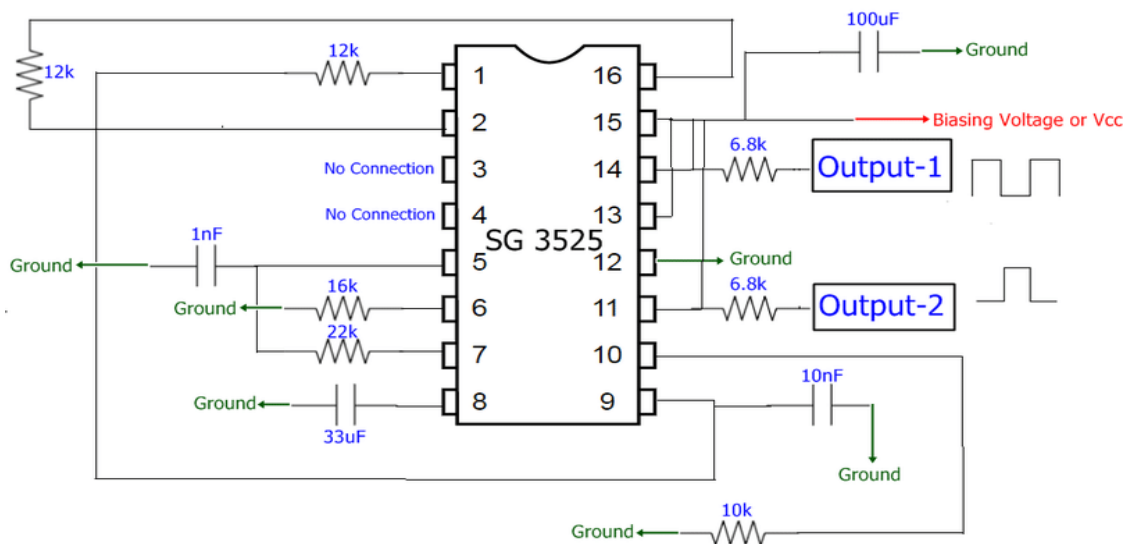 100uF
Ground
12k
12k
1
16
2
15
Biasing Voltage or Vcc
6.8k
No Connection
3
14
Output-1
No Connection
4
13
SG 3525
1nF
Ground
5
12
Ground
16k
6.8k
Ground
6
11
Output-2
22k
7
10
10nF
Ground
8
9
33uF
Ground
10k
Ground